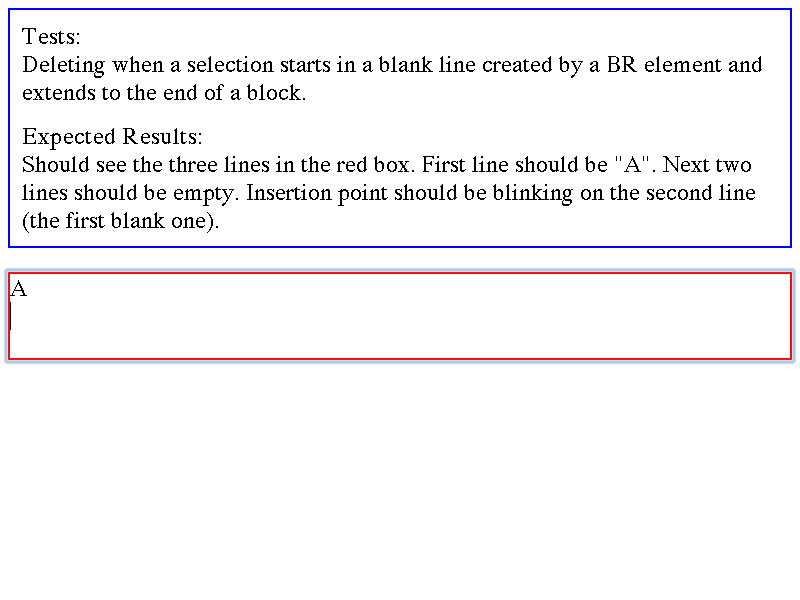 Tests:
Deleting when a selection starts in a blank line created by a BR element and
extends to the end of a block.
Expected Results:
Should see the three lines in the red box. First line should be "A". Next two
lines should be empty. Insertion point should be blinking on the second line
(the first blank one).
A